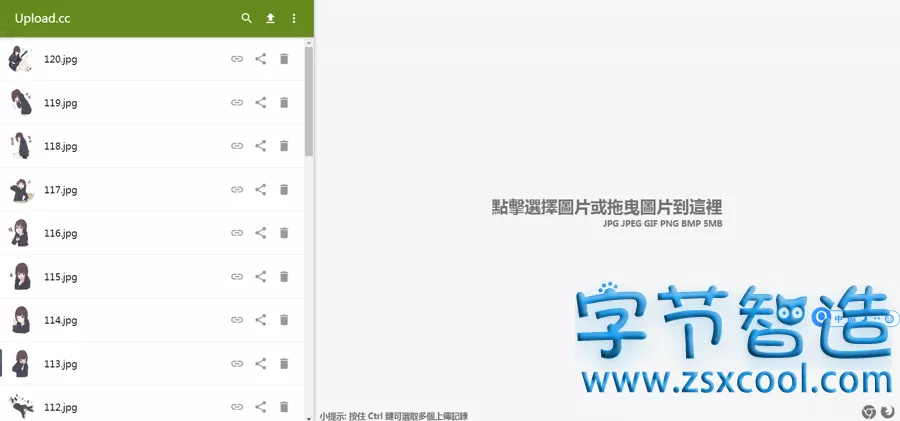 Upload.cc
120.jpg
119.jpg
118.jpg
117.jpg
116.jpg
115.jpg
114.jpg
113.jpg
112.jpg
點擊選擇圖片或拖曳圖片到這裡
JPG JPEG GIF PNG BMP 5MB
字节智造
中
www.zsxcool.com
小提示: 按住 Ctrl 鍵可選取多個上傳記錄